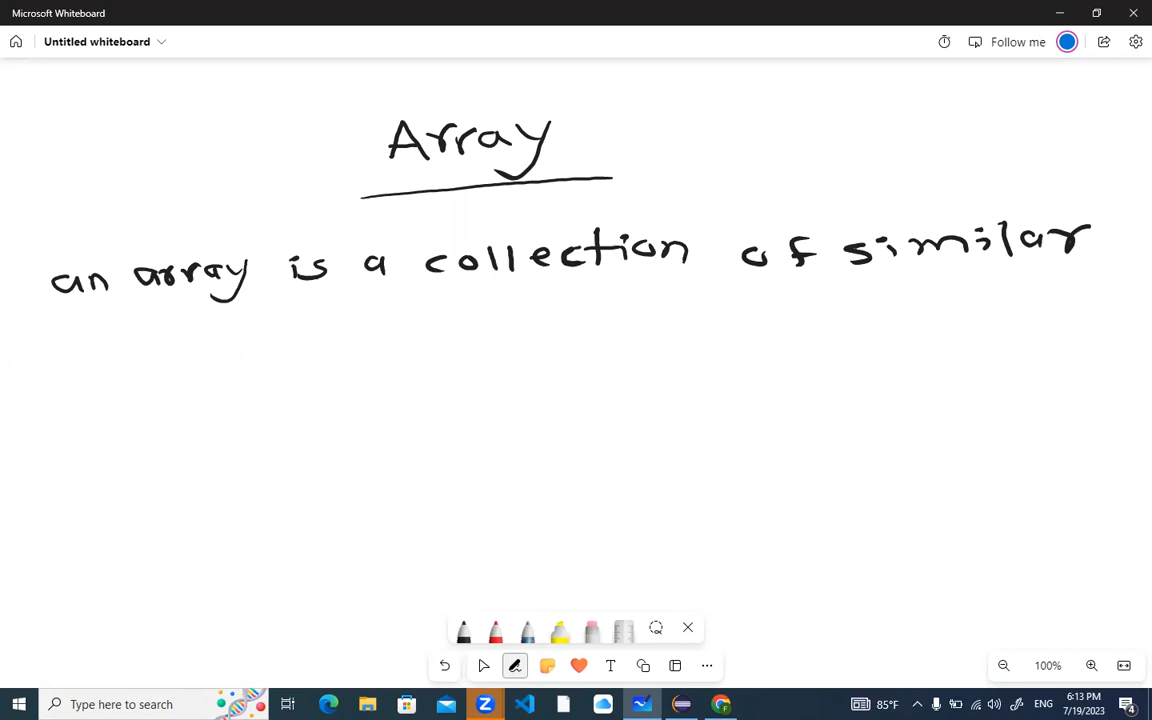 Microsoft Whiteboard
Untitled whiteboard
Follow me
Array
an array is a collection of similar
100%
Type here to search
85°F
ENG
6:13 PM
7/19/2023
4